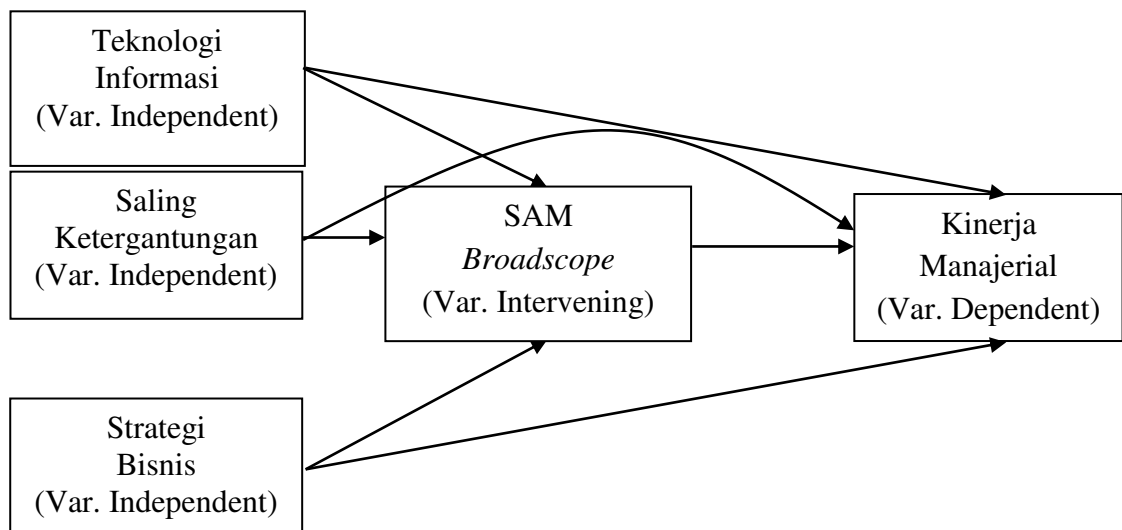 Teknologi
Informasi
(Var. Independent)
Saling
Ketergantungan
(Var. Independent)
SAM
Broadscope
(Var. Intervening)
Kinerja
Manajerial
(Var. Dependent)
Strategi
Bisnis
(Var. Independent)